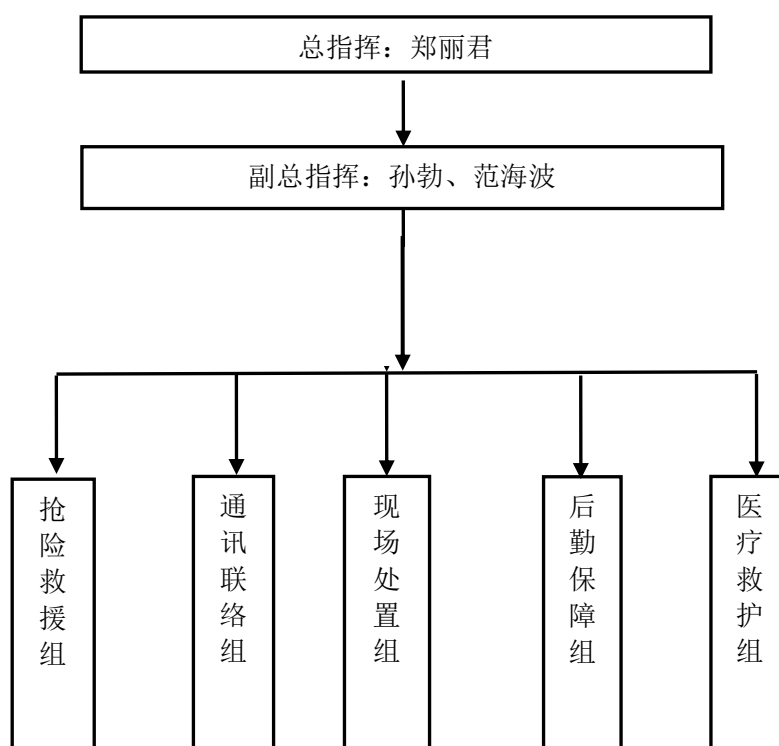 总指挥：郑丽君
副总指挥：孙勃、范海波
抢险救援组
通讯联络组
现场处置组
后勤保障组
医疗救护组